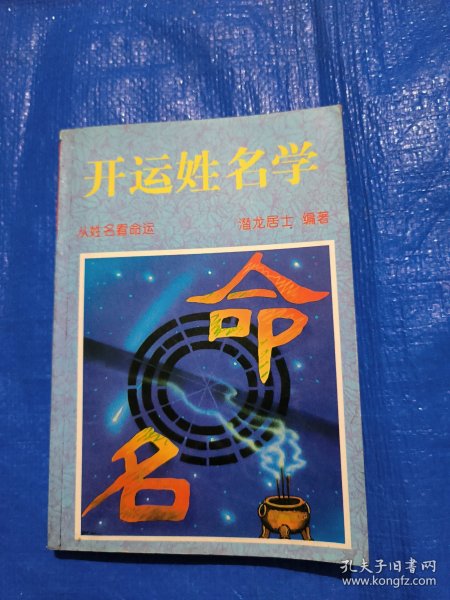 开运姓名学
从姓名看命运 潜龙居士 编著
命
名
孔夫子旧书网
www.kongfz.com